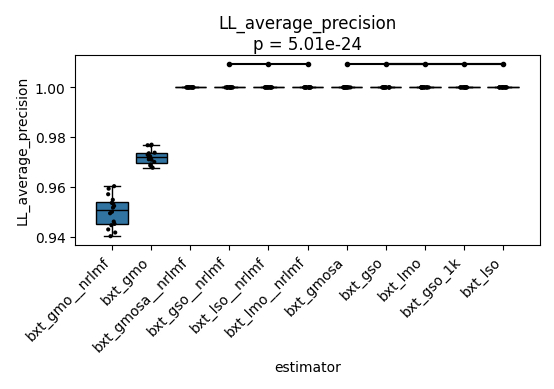 LL_average_precision
p = 5.01e-24
LL_average_precision
1.00
0.98
0.96
0.94
bxt_gmo__nrlmf
bxt_gmo
bxt_gmosa__nrlmf
bxt_gso__nrlmf
bxt_lso__nrlmf
bxt_lmo__nrlmf
bxt_gmosa
bxt_gso
bxt_lmo
bxt_gso_1k
bxt_lso
estimator